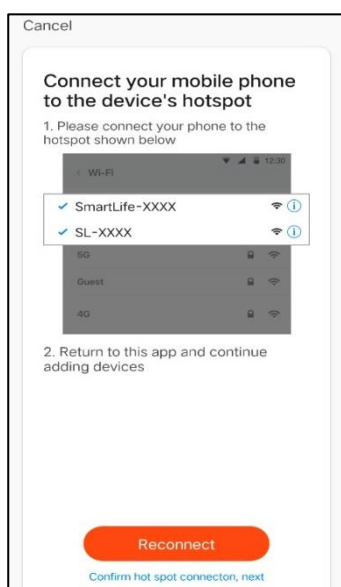 Cancel
Connect your mobile phone
to the device's hotspot
1. Please connect your phone to the
hotspot shown below
12:30
< Wi-Fi
SmartLife-XXXX
SL-XXXX
5G
Guest
4G
2. Return to this app and continue
adding devices
Reconnect
Confirm hot spot connecton, next